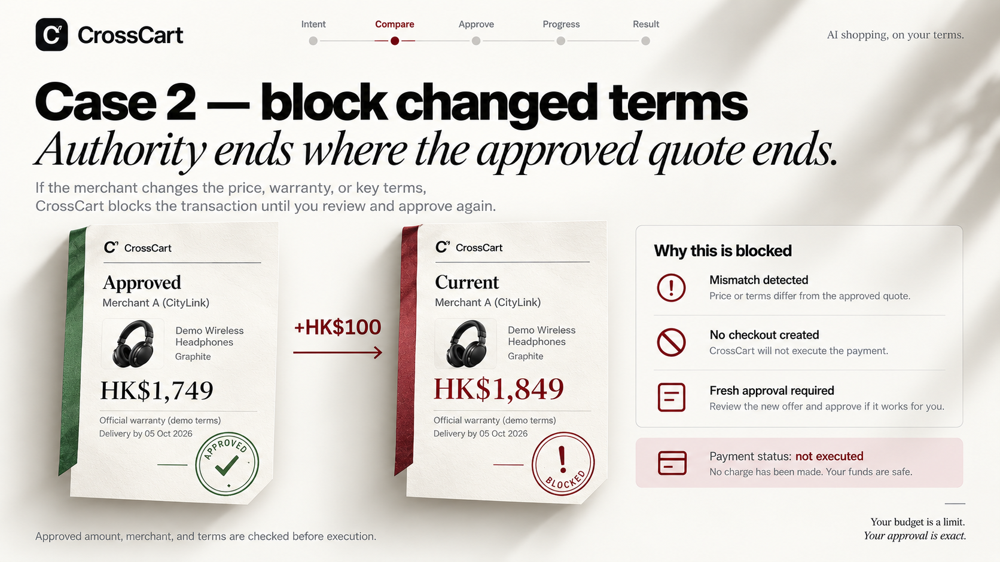 CrossCart
Intent
Compare
Approve
Progress
Result
AI shopping, on your terms.
Case 2 — block changed terms
Authority ends where the approved quote ends.
If the merchant changes the price, warranty, or key terms,
CrossCart blocks the transaction until you review and approve again.
CrossCart
Approved
Merchant A (CityLink)
Demo Wireless
Headphones
Graphite
HK$1,749
Official warranty (demo terms)
Delivery by 05 Oct 2026
APPROVED
+HK$100
CrossCart
Current
Merchant A (CityLink)
Demo Wireless
Headphones
Graphite
HK$1,849
Official warranty (demo terms)
Delivery by 05 Oct 2026
BLOCKED
Why this is blocked
Mismatch detected
Price or terms differ from the approved quote.
No checkout created
CrossCart will not execute the payment.
Fresh approval required
Review the new offer and approve if it works for you.
Payment status: not executed
No charge has been made. Your funds are safe.
Approved amount, merchant, and terms are checked before execution.
Your budget is a limit.
Your approval is exact.